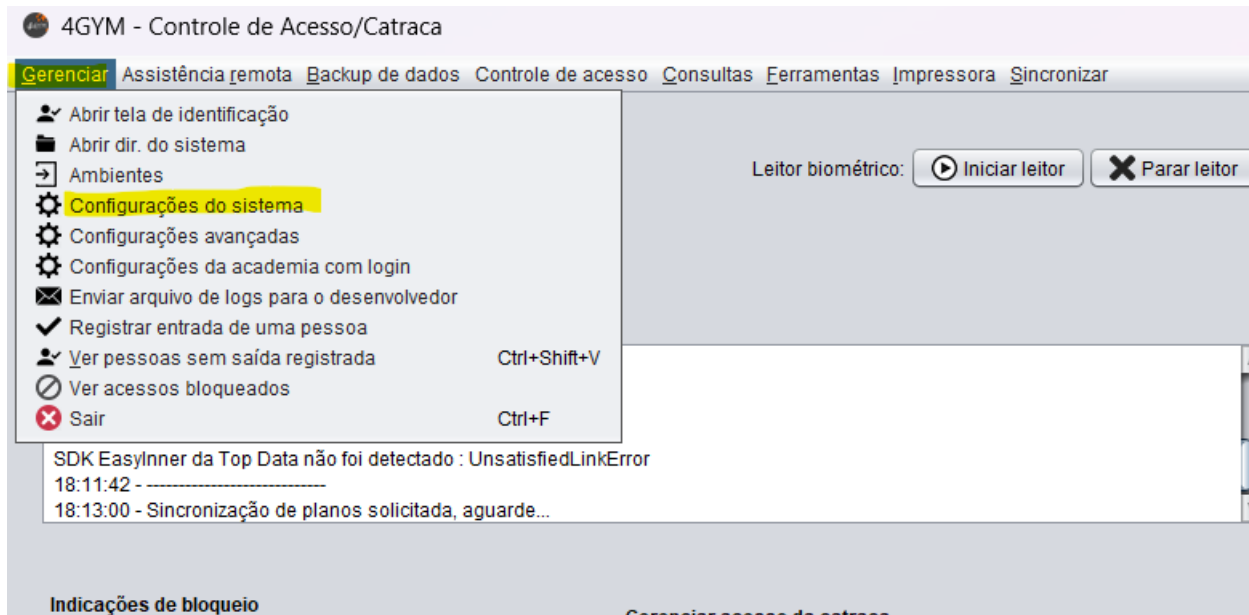 4GYM - Controle de Acesso/Catraca
Gerenciar Assistência remota Backup de dados Controle de acesso Consultas Ferramentas Impressora Sincronizar
Abrir tela de identificação
Abrir dir. do sistema
Ambientes
Leitor biométrico: Iniciar leitor Parar leitor
Configurações do sistema
Configurações avançadas
Configurações da academia com login
Enviar arquivo de logs para o desenvolvedor
Registrar entrada de uma pessoa
Ver pessoas sem saída registrada Ctrl+Shift+V
Ver acessos bloqueados
Sair Ctrl+F
SDK EasyInner da Top Data não foi detectado : UnsatisfiedLinkError
18:11:42 - ------------------------------
18:13:00 - Sincronização de planos solicitada, aguarde...
Indicações de bloqueio
Gerenciar acesso da catraca